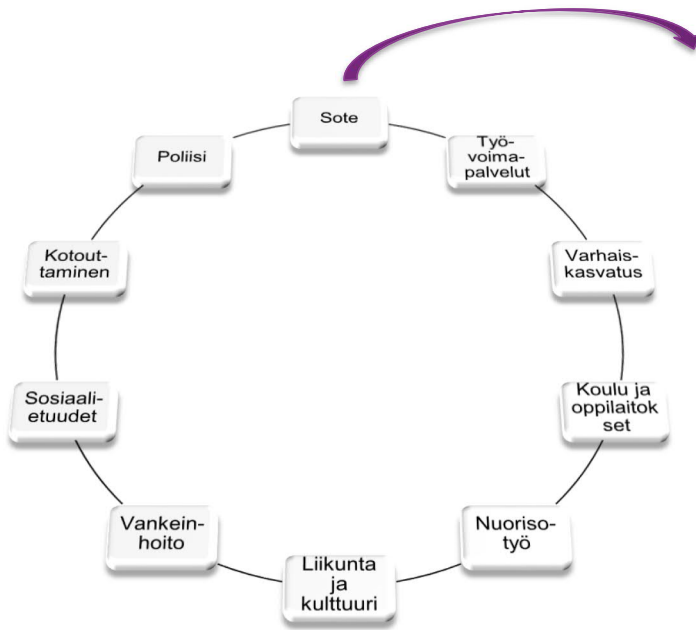 Sote
Työ-
voima-
palvelut
Varhais-
kasvatus
Koulu ja
oppilaitok
set
Nuoriso-
työ
Liikunta
ja
kulttuuri
Vankein-
hoito
Sosiaali-
etuudet
Kotout-
taminen
Poliisi